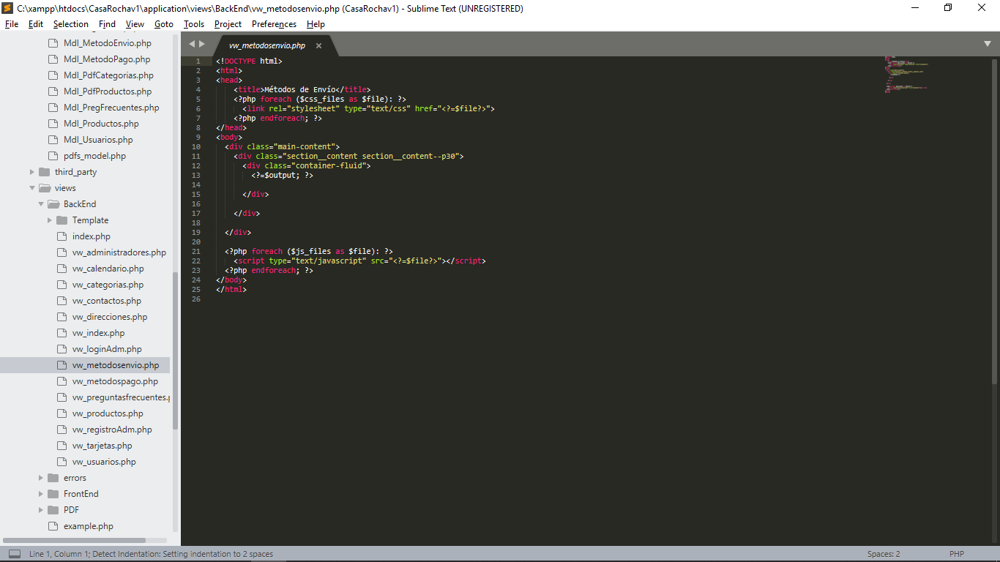 C:\xampp\htdocs\CasaRochav1\application\views\BackEnd\vw_metodosenvio.php (CasaRochav1) - Sublime Text (UNREGISTERED)
File Edit Selection Find View Goto Tools Project Preferences Help
Mdl_MetodoEnvio.php
Mdl_MetodoPago.php
Mdl_PdfCategorias.php
Mdl_PdfProductos.php
Mdl_PregFrecuentes.php
Mdl_Productos.php
Mdl_Usuarios.php
pdfs_model.php
third_party
views
BackEnd
Template
index.php
vw_administradores.php
vw_calendario.php
vw_categorias.php
vw_contactos.php
vw_direcciones.php
vw_index.php
vw_loginAdm.php
vw_metodosenvio.php
vw_metodospago.php
vw_preguntasfrecuentes.p
vw_productos.php
vw_registroAdm.php
vw_tarjetas.php
vw_usuarios.php
errors
FrontEnd
PDF
example.php
vw_metodosenvio.php ×
1 <!DOCTYPE html>
2 <html>
3 <head>
4 <title>Métodos de Envío</title>
5 <?php foreach ($css_files as $file): ?>
6 <link rel="stylesheet" type="text/css" href="<?=$file?>">
7 <?php endforeach; ?>
8 </head>
9 <body>
10 <div class="main-content">
11 <div class="section__content section__content--p30">
12 <div class="container-fluid">
13 <?=$output; ?>
14
15 </div>
16
17 </div>
18
19 </div>
20
21 <?php foreach ($js_files as $file): ?>
22 <script type="text/javascript" src="<?=$file?>"></script>
23 <?php endforeach; ?>
24 </body>
25 </html>
26
Line 1, Column 1; Detect Indentation: Setting indentation to 2 spaces
Spaces: 2
PHP